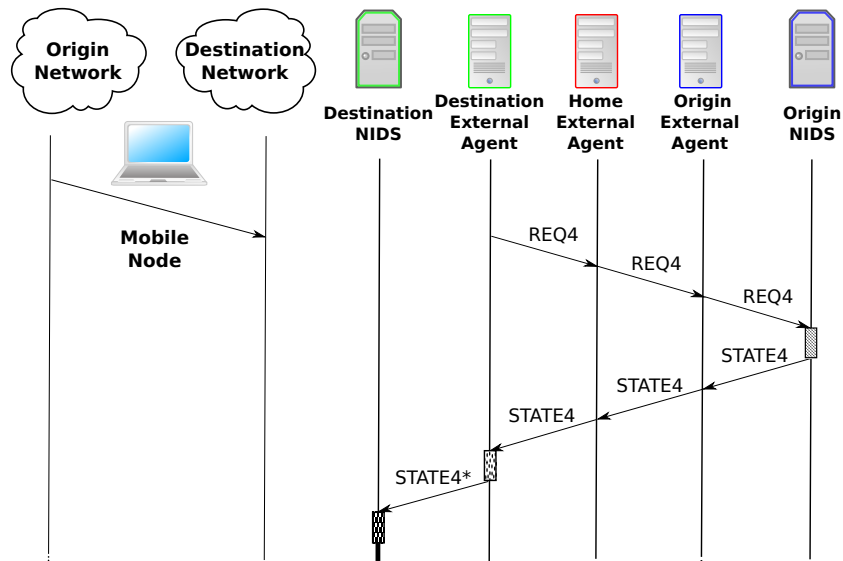 Origin
Network
Destination
Network
Destination
NIDS
Destination
External
Agent
Home
External
Agent
Origin
External
Agent
Origin
NIDS
Mobile
Node
REQ4
REQ4
REQ4
STATE4
STATE4
STATE4
STATE4*